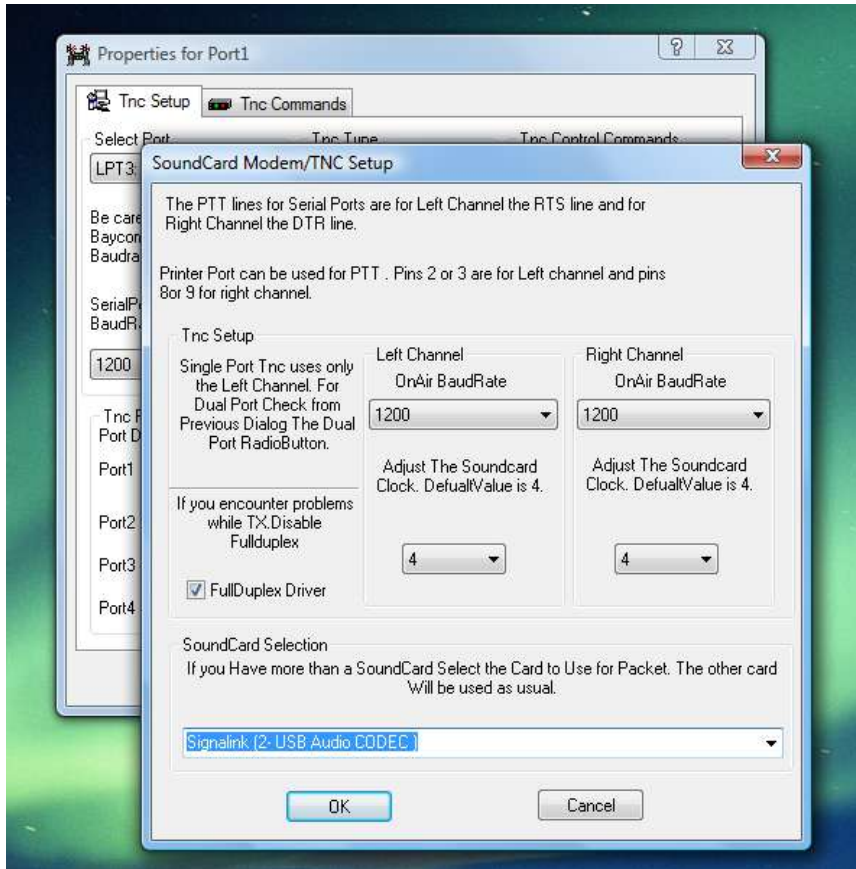 Properties for Port1
Tnc Setup
Tnc Commands
Select Port
Tnc Type
Tnc Control Commands
LPT3:
Be care
Baycon
Baudra
SerialP
BaudRa
1200
Tnc P
Port D
Port1
Port2
Port3
Port4
SoundCard Modem/TNC Setup
The PTT lines for Serial Ports are for Left Channel the RTS line and for
Right Channel the DTR line.
Printer Port can be used for PTT . Pins 2 or 3 are for Left channel and pins
8or 9 for right channel.
Tnc Setup
Single Port Tnc uses only
the Left Channel. For
Dual Port Check from
Previous Dialog The Dual
Port RadioButton.
If you encounter problems
while TX.Disable
Fullduplex
FullDuplex Driver
Left Channel
OnAir BaudRate
1200
Adjust The Soundcard
Clock. DefualtValue is 4.
4
Right Channel
OnAir BaudRate
1200
Adjust The Soundcard
Clock. DefualtValue is 4.
4
SoundCard Selection
If you Have more than a SoundCard Select the Card to Use for Packet. The other card
Will be used as usual.
Signalink (2- USB Audio CODEC )
OK
Cancel